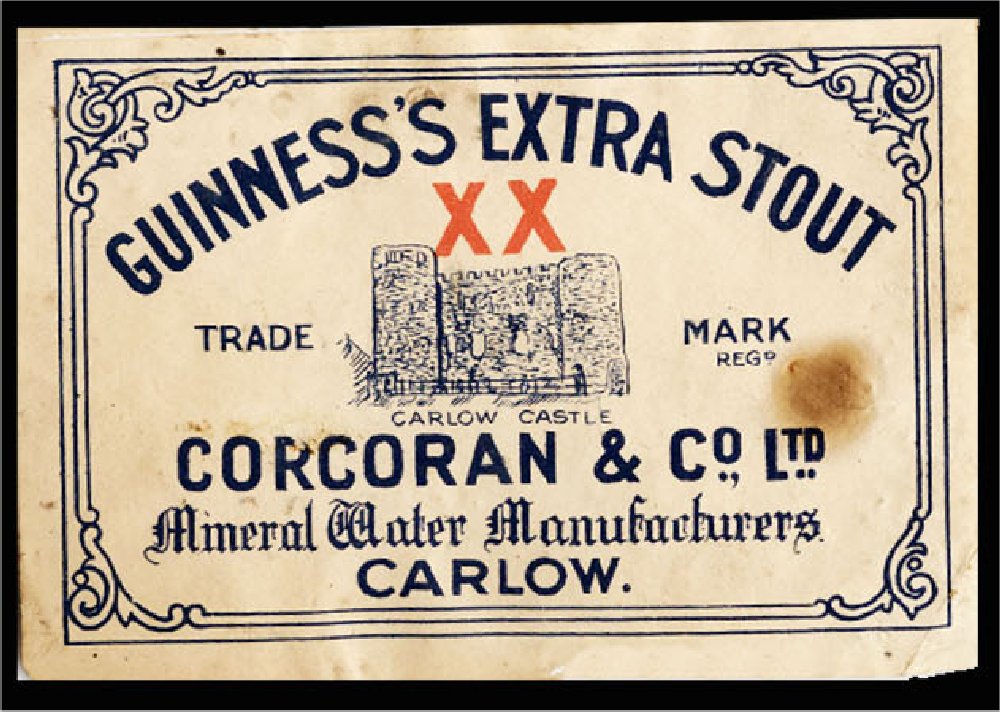 GUINNESS'S EXTRA STOUT
XX
TRADE MARK
REGD
CARLOW CASTLE
CORCORAN & Co., LTD
Mineral Water Manufacturers.
CARLOW.